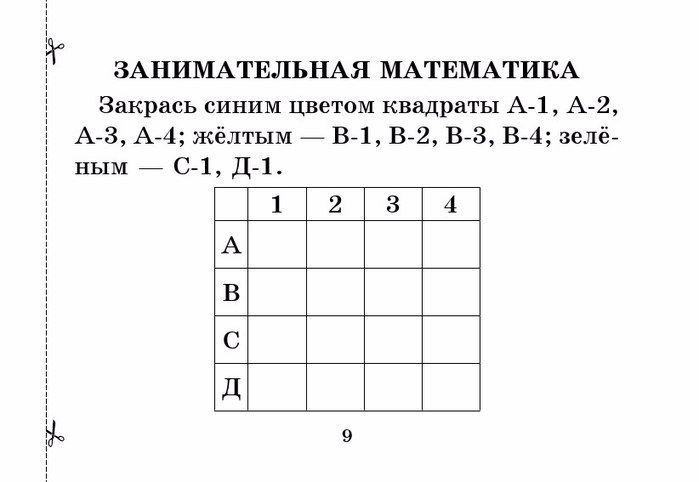 ЗАНИМАТЕЛЬНАЯ МАТЕМАТИКА
Закрась синим цветом квадраты А-1, А-2,
А-3, А-4; жёлтым — В-1, В-2, В-3, В-4; зелё-
ным — С-1, Д-1.
1 2 3 4
А
В
С
Д
9